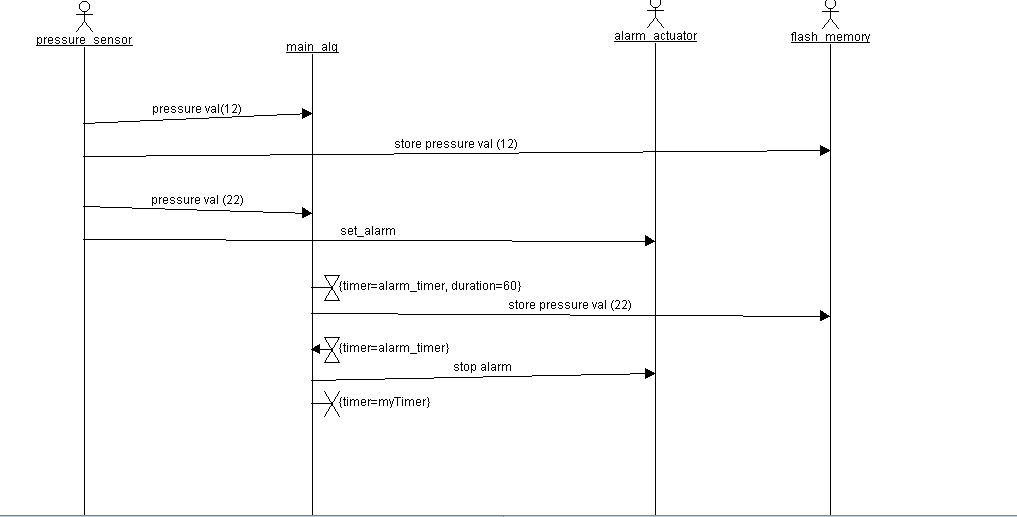 pressure_sensor
main_alg
alarm_actuator
flash_memory
pressure val(12)
store pressure val (12)
pressure val (22)
set_alarm
{timer=alarm_timer, duration=60}
store pressure val (22)
{timer=alarm_timer}
stop alarm
{timer=myTimer}